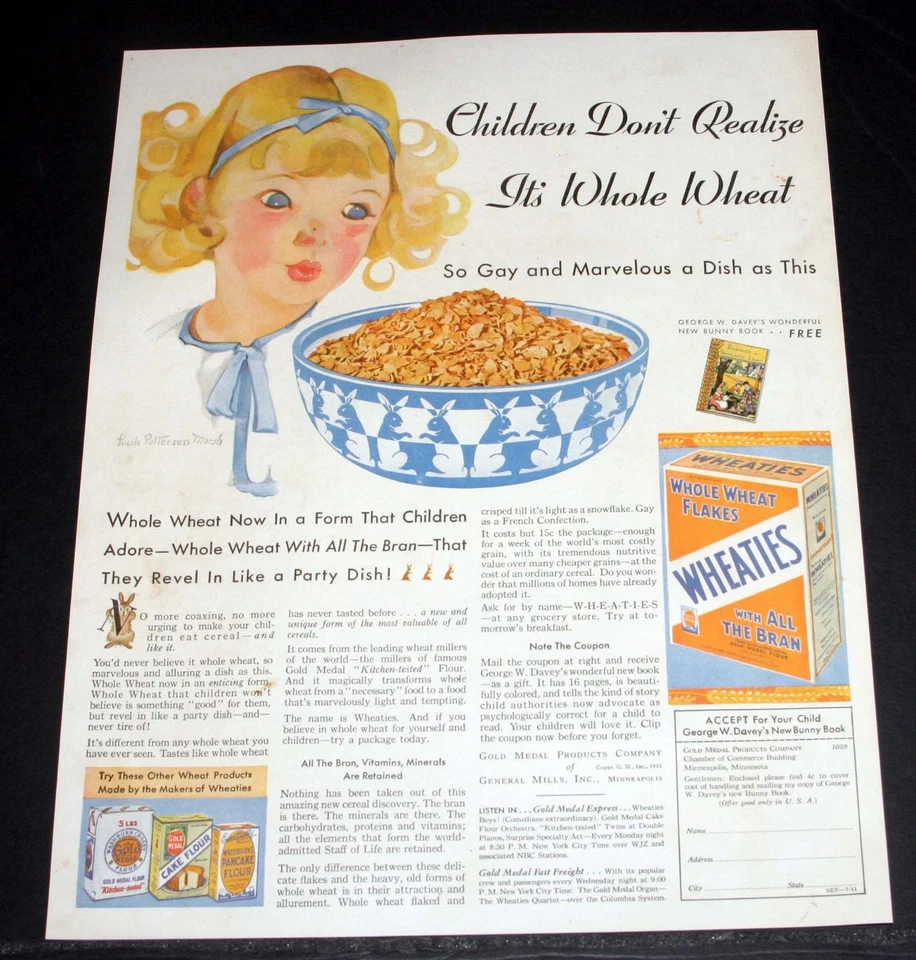 Children Don't Realize
It's Whole Wheat
So Gay and Marvelous a Dish as This
GEORGE W. DAVEY'S WONDERFUL
NEW BUNNY BOOK - - FREE
Lucile Patterson Marsh
WHEATIES
WHOLE WHEAT
FLAKES
WHEATIES
WITH ALL
THE BRAN
WHEATIES
WHEATIES
Whole Wheat Now In a Form That Children
Adore—Whole Wheat With All The Bran—That
They Revel In Like a Party Dish!
NO more coaxing, no more
urging to make your chil-
dren eat cereal—and
like it.
You'd never believe it whole wheat, so
marvelous and alluring a dish as this.
Whole Wheat now in an enticing form.
Whole Wheat that children won't
believe is something "good" for them,
but revel in like a party dish—and—
never tire of!
It's different from any whole wheat you
have ever seen. Tastes like whole wheat
Try These Other Wheat Products
Made by the Makers of Wheaties
5 LBS
WASHBURN CROSBY
Gold
MEDAL
FLOUR
GOLD MEDAL FLOUR
"Kitchen-tested"
GOLD
MEDAL
CAKE FLOUR
PANCAKE
FLOUR
has never tasted before . . . a new and
unique form of the most valuable of all
cereals.
It comes from the leading wheat millers
of the world—the millers of famous
Gold Medal "Kitchen-tested" Flour.
And it magically transforms whole
wheat from a "necessary" food to a food
that's marvelously light and tempting.
The name is Wheaties. And if you
believe in whole wheat for yourself and
children—try a package today.
All The Bran, Vitamins, Minerals
Are Retained
Nothing has been taken out of this
amazing new cereal discovery. The bran
is there. The minerals are there. The
carbohydrates, proteins and vitamins;
all the elements that form the world-
admitted Staff of Life are retained.
The only difference between these deli-
cate flakes and the heavy, old forms of
whole wheat is in their attraction and
allurement. Whole wheat flaked and
crisped till it's light as a snowflake. Gay
as a French Confection.
It costs but 15c the package—enough
for a week of the world's most costly
grain, with its tremendous nutritive
value over many cheaper grains—at the
cost of an ordinary cereal. Do you won-
der that millions of homes have already
adopted it.
Ask for by name—W-H-E-A-T-I-E-S
—at any grocery store. Try at to-
morrow's breakfast.
Note The Coupon
Mail the coupon at right and receive
George W. Davey's wonderful new book
—as a gift. It has 16 pages, is beauti-
fully colored, and tells the kind of story
child authorities now advocate as
psychologically correct for a child to
read. Your children will love it. Clip
the coupon now before you forget.
GOLD MEDAL PRODUCTS COMPANY
of Copyr. G. M., Inc., 1931
GENERAL MILLS, INC., MINNEAPOLIS
LISTEN IN . . . Gold Medal Express . . . Wheaties
Boys! (Comedians extraordinary). Gold Medal Cake
Flour Orchestra. "Kitchen-tested" Twins at Double
Pianos, Surprise Specialty Act—Every Monday night
at 8:30 P. M. New York City Time over WJZ and
associated NBC Stations.
Gold Medal Fast Freight . . . With its popular
crew and passengers every Wednesday night at 9:00
P. M. New York City Time. The Gold Medal Organ—
The Wheaties Quartet—over the Columbia System.
ACCEPT For Your Child
George W. Davey's New Bunny Book
GOLD MEDAL PRODUCTS COMPANY 1059
Chamber of Commerce Building
Minneapolis, Minnesota
Gentlemen: Enclosed please find 4c to cover
cost of handling and mailing my copy of George
W. Davey's new Bunny Book.
(Offer good only in U. S. A.)
Name
Address
City State
SEP—7-31